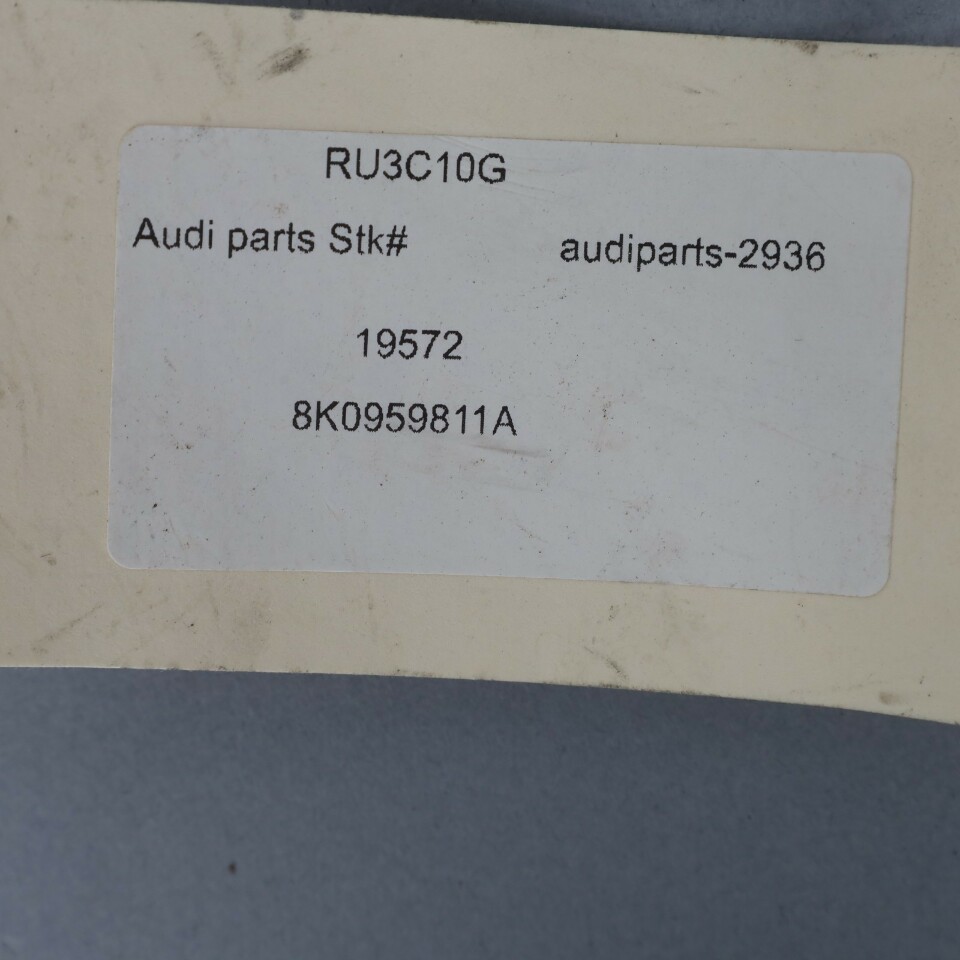 RU3C10G
Audi parts Stk# audiparts-2936
19572
8K0959811A